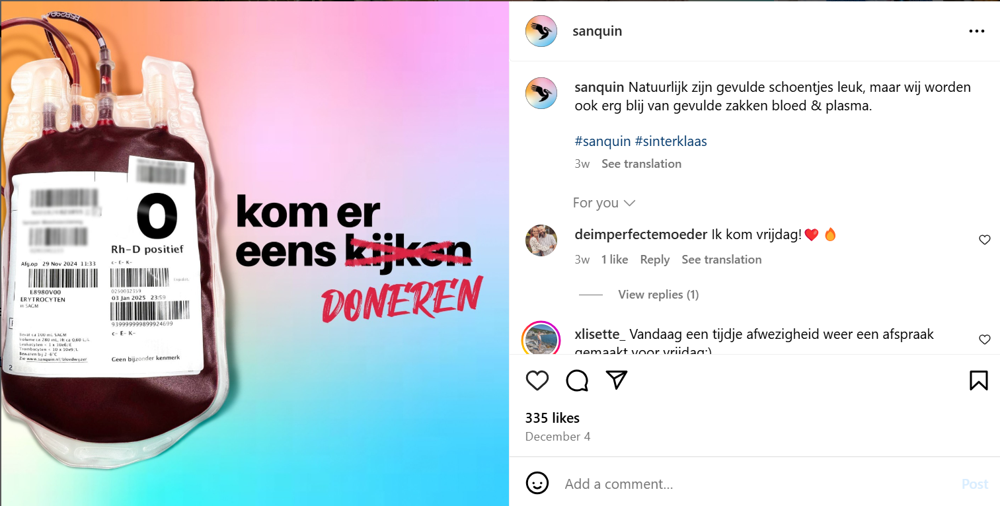 O
Rh-D positief
c- E- K-
Afg.op 29 Nov 2024 11:33
E8980V00
ERYTROCYTEN
in SAGM
Exp.dat.
0250032359
03 Jan 2025 23:59
939999999899924699
c- E- K-
Bevat ca 100 mL SAGM
Volume ca 280 mL, Ht ca 0,60 L/L
Leukocyten < 1 x 10e6/E
Trombocyten < 10 x 10e9/L
Bewaren bij 2-6°C
Zie www.sanquin.nl/bloedwijzer
Geen bijzonder kenmerk
kom er
eens kijken
DONEREN
sanquin
sanquin Natuurlijk zijn gevulde schoentjes leuk, maar wij worden
ook erg blij van gevulde zakken bloed & plasma.
#sanquin #sinterklaas
3w See translation
For you
deimperfectemoeder Ik kom vrijdag!❤️🔥
3w 1 like Reply See translation
View replies (1)
xlisette_ Vandaag een tijdje afwezigheid weer een afspraak
gemaakt voor vrijdag:)
335 likes
December 4
Add a comment...
Post